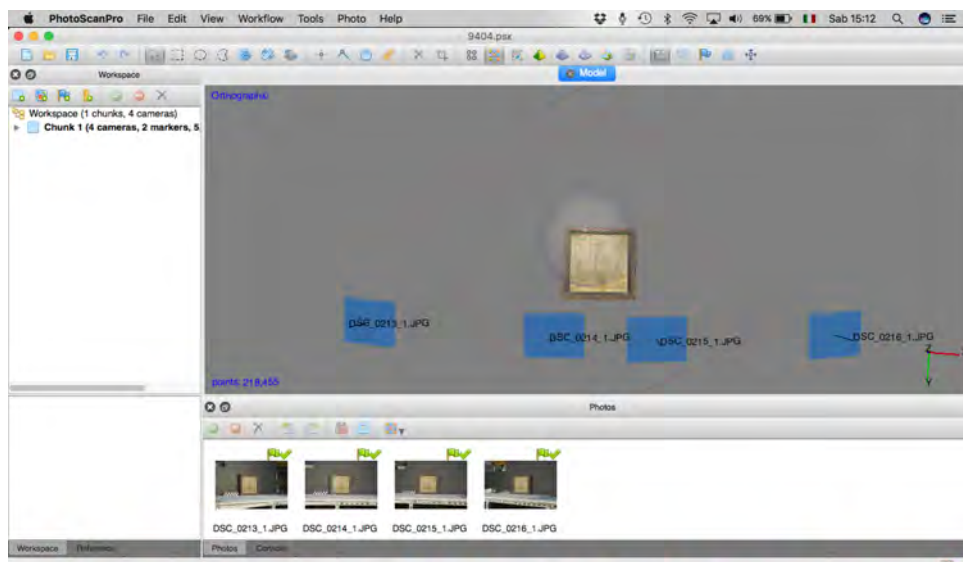 PhotoScanPro File Edit View Workflow Tools Photo Help 69% Sab 15:12
9404.psx
Workspace
Model
Workspace (1 chunks, 4 cameras)
Chunk 1 (4 cameras, 2 markers, 5
DSC_0213_1.JPG
DSC_0214_1.JPG
DSC_0215_1.JPG
DSC_0216_1.JPG
Z
Y
points: 218,455
Photos
DSC_0213_1.JPG DSC_0214_1.JPG DSC_0215_1.JPG DSC_0216_1.JPG
Workspace Reference Photos Console